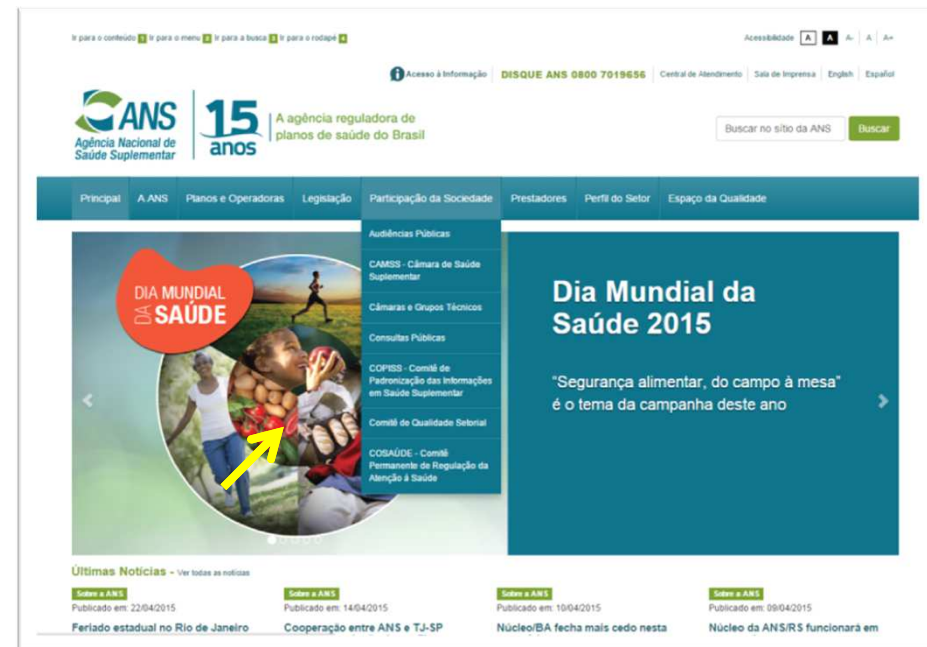 Ir para o conteúdo 1 Ir para o menu 2 Ir para a busca 3 Ir para o rodapé 4
Acessibilidade A A A- A A+
Acesso à Informação DISQUE ANS 0800 7019656 Central de Atendimento Sala de Imprensa English Español
ANS
Agência Nacional de
Saúde Suplementar
15
anos
A agência reguladora de
planos de saúde do Brasil
Buscar no sítio da ANS Buscar
Principal A ANS Planos e Operadoras Legislação Participação da Sociedade Prestadores Perfil do Setor Espaço da Qualidade
Audiências Públicas
CAMSS - Câmara de Saúde
Suplementar
Câmaras e Grupos Técnicos
Consultas Públicas
COPISS - Comitê de
Padronização das Informações
em Saúde Suplementar
Comitê de Qualidade Setorial
COSAÚDE - Comitê
Permanente de Regulação da
Atenção à Saúde
DIA MUNDIAL
DA SAÚDE
Dia Mundial da
Saúde 2015
"Segurança alimentar, do campo à mesa"
é o tema da campanha deste ano
Últimas Notícias - Ver todas as notícias
Sobre a ANS
Publicado em: 22/04/2015
Feriado estadual no Rio de Janeiro
Sobre a ANS
Publicado em: 14/04/2015
Cooperação entre ANS e TJ-SP
Sobre a ANS
Publicado em: 10/04/2015
Núcleo/BA fecha mais cedo nesta
Sobre a ANS
Publicado em: 09/04/2015
Núcleo da ANS/RS funcionará em